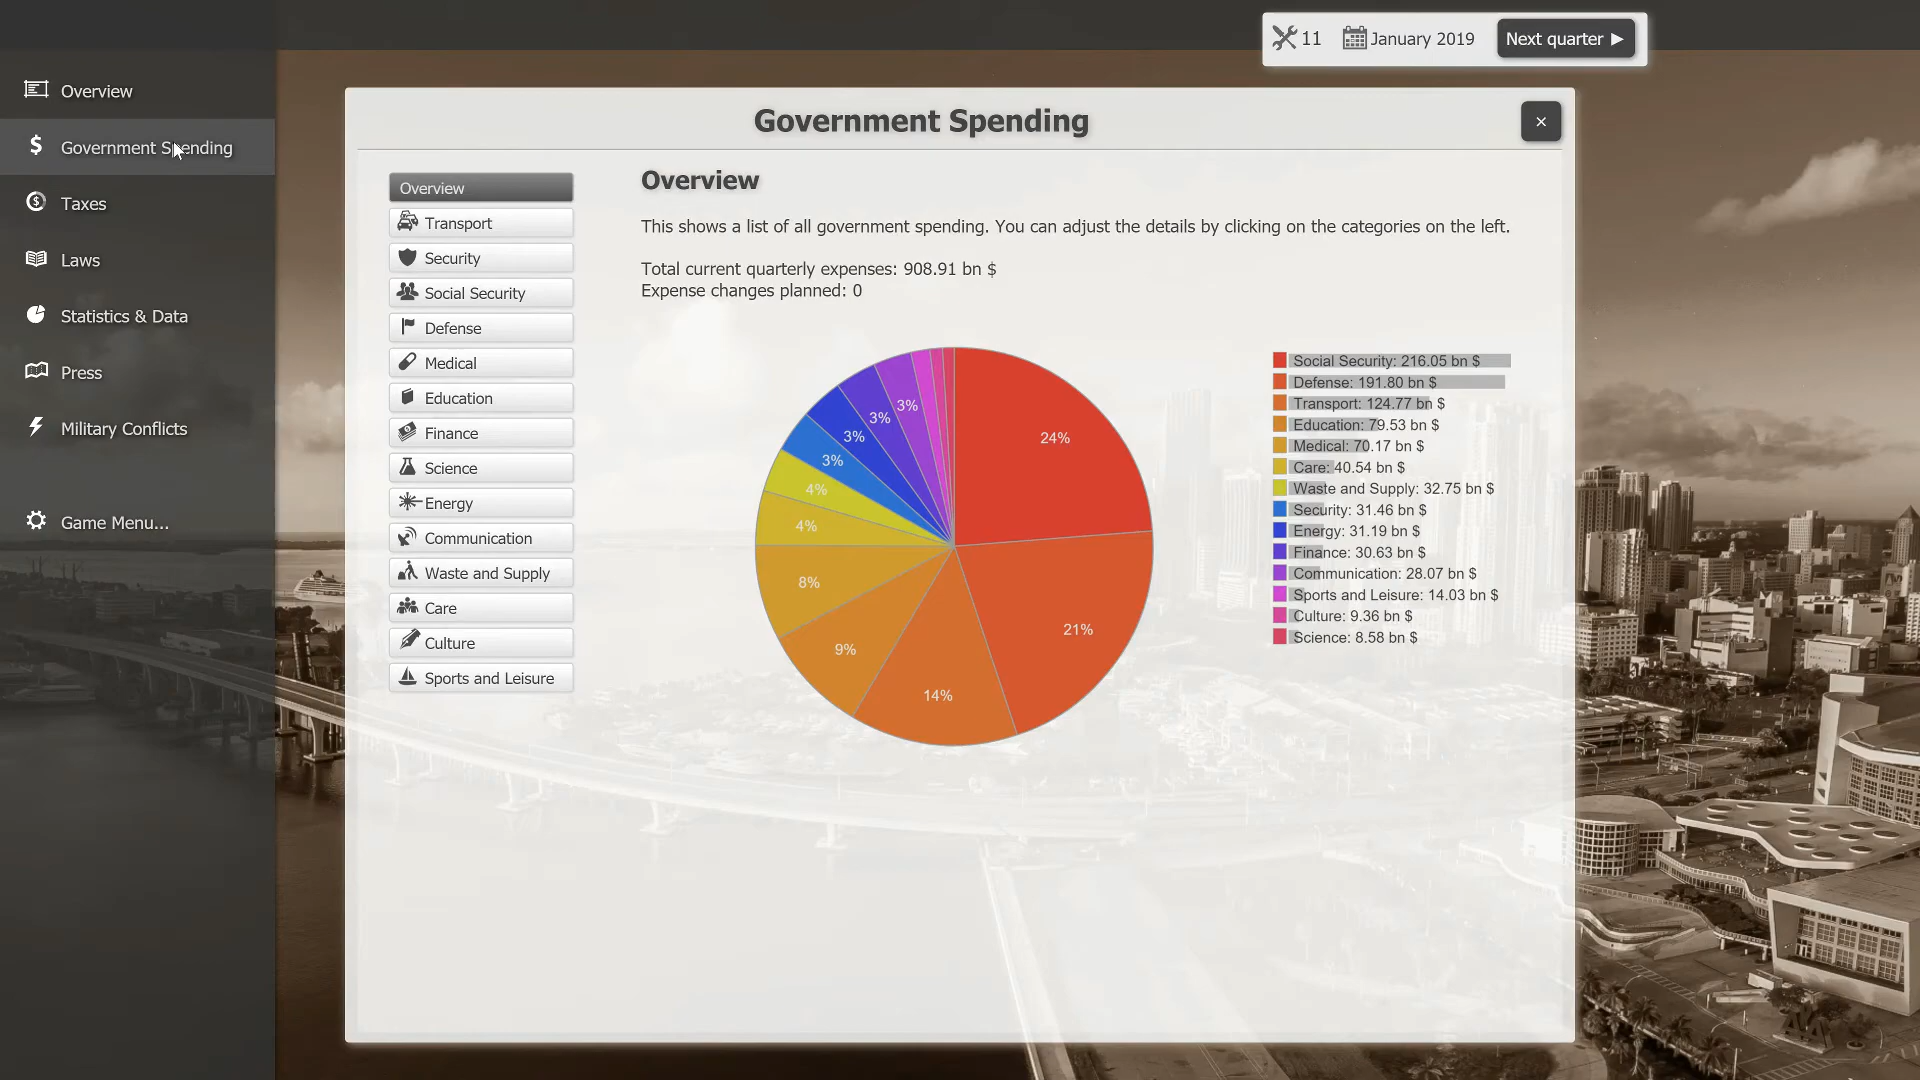 11
January 2019
Next quarter ►
Overview
Government Spending
Taxes
Laws
Statistics & Data
Press
Military Conflicts
Game Menu...
Government Spending
×
Overview
Transport
Security
Social Security
Defense
Medical
Education
Finance
Science
Energy
Communication
Waste and Supply
Care
Culture
Sports and Leisure
Overview
This shows a list of all government spending. You can adjust the details by clicking on the categories on the left.
Total current quarterly expenses: 908.91 bn $
Expense changes planned: 0
24%
21%
14%
9%
8%
4%
4%
3%
3%
3%
3%
Social Security: 216.05 bn $
Defense: 191.80 bn $
Transport: 124.77 bn $
Education: 79.53 bn $
Medical: 70.17 bn $
Care: 40.54 bn $
Waste and Supply: 32.75 bn $
Security: 31.46 bn $
Energy: 31.19 bn $
Finance: 30.63 bn $
Communication: 28.07 bn $
Sports and Leisure: 14.03 bn $
Culture: 9.36 bn $
Science: 8.58 bn $